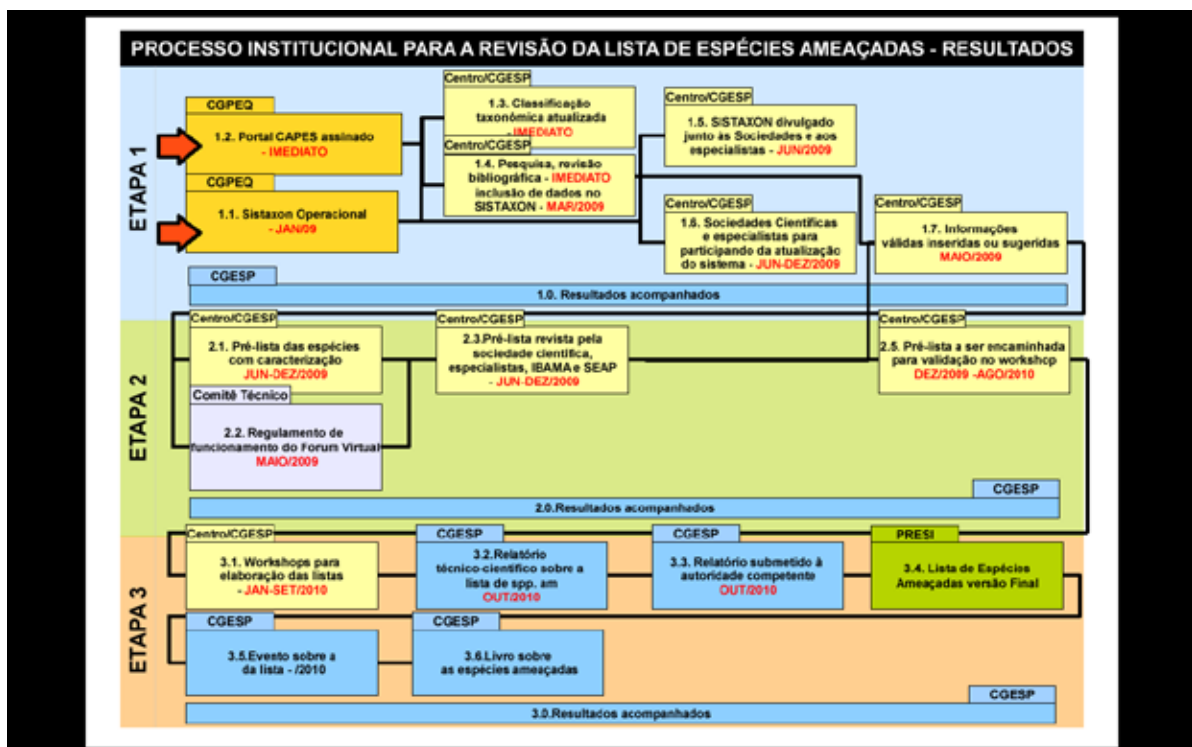 PROCESSO INSTITUCIONAL PARA A REVISÃO DA LISTA DE ESPÉCIES AMEAÇADAS - RESULTADOS
ETAPA 1
CGPEQ
1.2. Portal CAPES assinado
- IMEDIATO
CGPEQ
1.1. Sistaxon Operacional
- JAN/09
Centro/CGESP
1.3. Classificação
taxonômica atualizada
- IMEDIATO
Centro/CGESP
1.4. Pesquisa, revisão
bibliográfica - IMEDIATO
inclusão de dados no
SISTAXON - MAR/2009
Centro/CGESP
1.5. SISTAXON divulgado
junto às Sociedades e aos
especialistas - JUN/2009
Centro/CGESP
1.6. Sociedades Científicas
e especialistas para
participando da atualização
do sistema - JUN-DEZ/2009
Centro/CGESP
1.7. Informações
válidas inseridas ou sugeridas
MAIO/2009
CGESP
1.0. Resultados acompanhados
ETAPA 2
Centro/CGESP
2.1. Pré-lista das espécies
com caracterização
JUN-DEZ/2009
Comitê Técnico
2.2. Regulamento de
funcionamento do Forum Virtual
MAIO/2009
Centro/CGESP
2.3.Pré-lista revista pela
sociedade científica,
especialistas, IBAMA e SEAP
- JUN-DEZ/2009
Centro/CGESP
2.5. Pré-lista a ser encaminhada
para validação no workshop
DEZ/2009 -AGO/2010
CGESP
2.0.Resultados acompanhados
ETAPA 3
Centro/CGESP
3.1. Workshops para
elaboração das listas
- JAN-SET/2010
CGESP
3.2.Relatório
técnico-científico sobre a
lista de spp. am
OUT/2010
CGESP
3.3. Relatório submetido à
autoridade competente
OUT/2010
PRESI
3.4. Lista de Espécies
Ameaçadas versão Final
CGESP
3.5.Evento sobre a
da lista - /2010
CGESP
3.6.Livro sobre
as espécies ameaçadas
CGESP
3.0.Resultados acompanhados